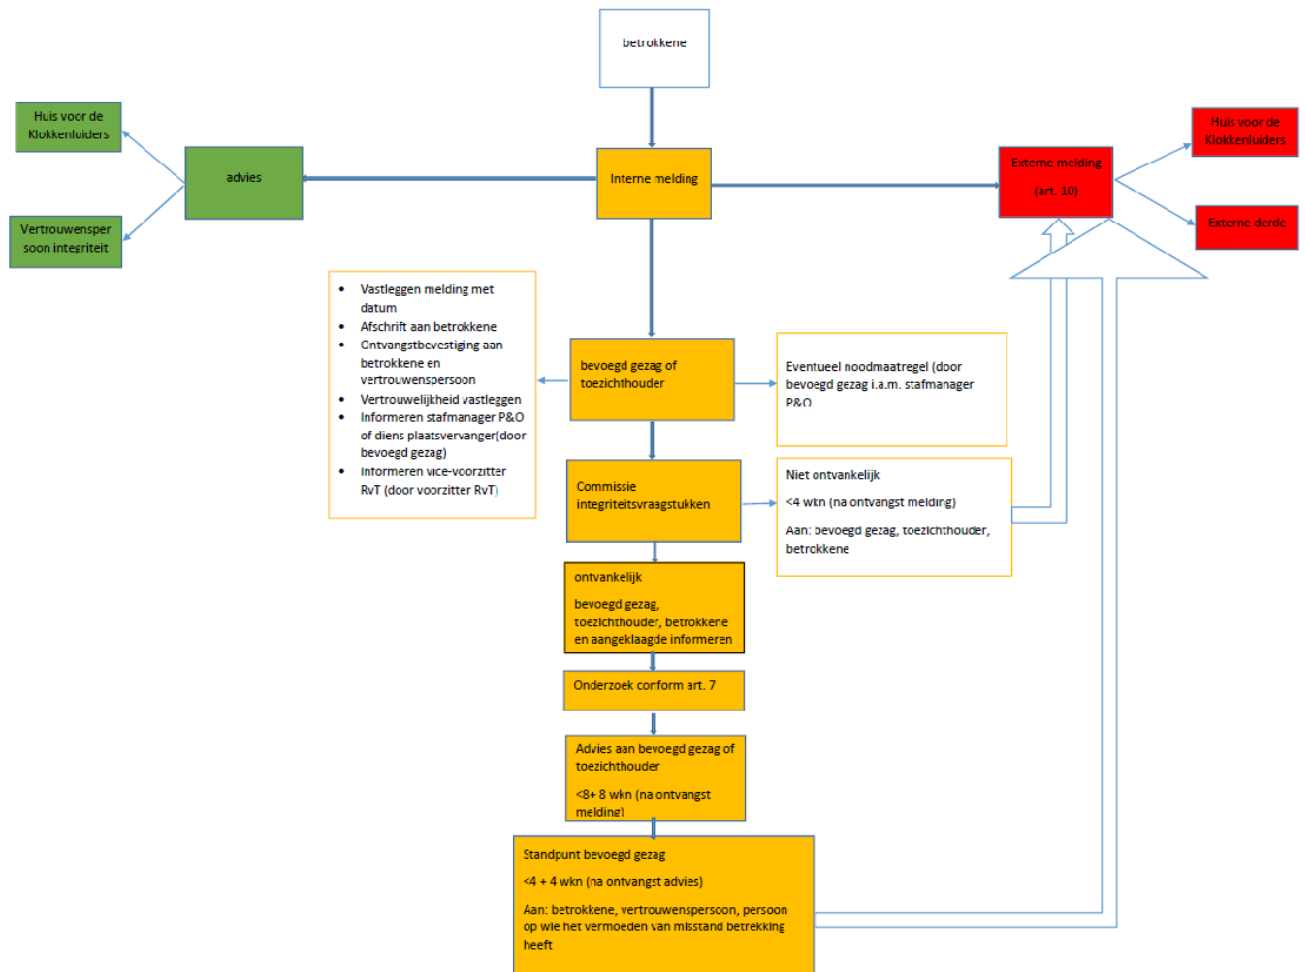 betrokkene
Huis voor de
Klokkenluiders
advies
Vertrouwensper
soon integriteit
Interne melding
Externe melding
(art. 10)
Huis voor de
Klokkenluiders
Externe derde
• Vastleggen melding met
datum
• Afschrift aan betrokkene
• Ontvangstbevestiging aan
betrokkene en
vertrouwenspersoon
• Vertrouwelijkheid vastleggen
• Informeren stafmanager P&O
of diens plaatsvervanger(door
bevoegd gezag)
• Informeren vice-voorzitter
RvT (door voorzitter RvT)
bevoegd gezag of
toezichthouder
Eventueel noodmaatregel (door
bevoegd gezag i.a.m. stafmanager
P&O
Commissie
integriteitsvraagstukken
Niet ontvankelijk
<4 wkn (na ontvangst melding)
Aan: bevoegd gezag, toezichthouder,
betrokkene
ontvankelijk
bevoegd gezag,
toezichthouder, betrokkene
en aangeklaagde informeren
Onderzoek conform art. 7
Advies aan bevoegd gezag of
toezichthouder
<8+ 8 wkn (na ontvangst
melding)
Standpunt bevoegd gezag
<4 + 4 wkn (na ontvangst advies)
Aan: betrokkene, vertrouwenspersoon, persoon
op wie het vermoeden van misstand betrekking
heeft